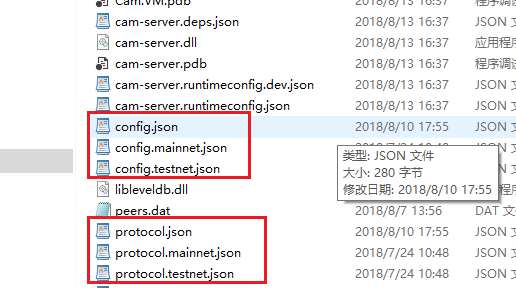 Cam.VM.pdb 2018/8/13 16:37 程序调试
cam-server.deps.json 2018/8/13 16:37 JSON 文
cam-server.dll 2018/8/13 16:37 应用程序
cam-server.pdb 2018/8/13 16:37 程序调试
cam-server.runtimeconfig.dev.json 2018/8/13 16:37 JSON 文
cam-server.runtimeconfig.json 2018/8/13 16:37 JSON 文
config.json 2018/8/10 17:55 JSON 文
config.mainnet.json JSON 文
config.testnet.json JSON 文
类型: JSON 文件
大小: 280 字节
修改日期: 2018/8/10 17:55
libleveldb.dll
peers.dat 2018/8/7 13:56 DAT 文
protocol.json 2018/8/10 17:55 JSON 文
protocol.mainnet.json 2018/7/24 10:48 JSON 文
protocol.testnet.json 2018/7/24 10:48 JSON 文